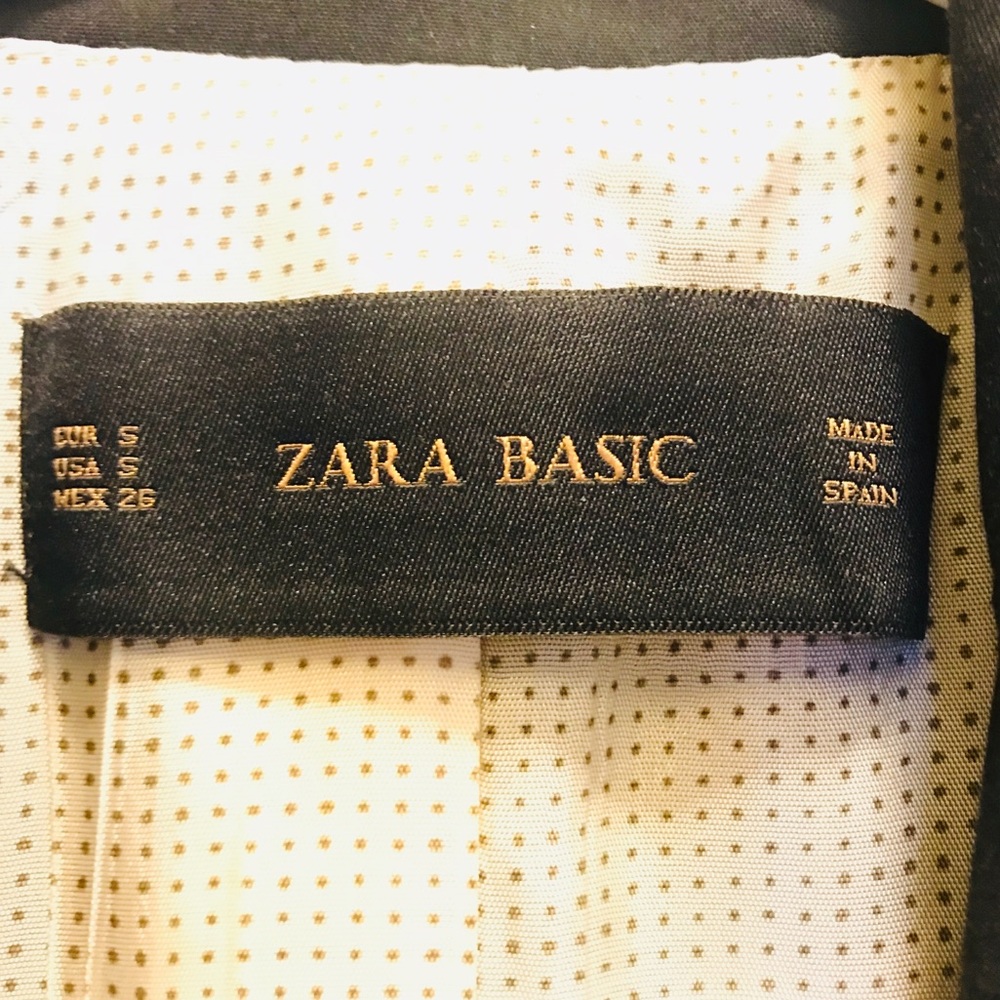 EUR S
USA S
MEX 26
ZARA BASIC
MADE
IN
SPAIN